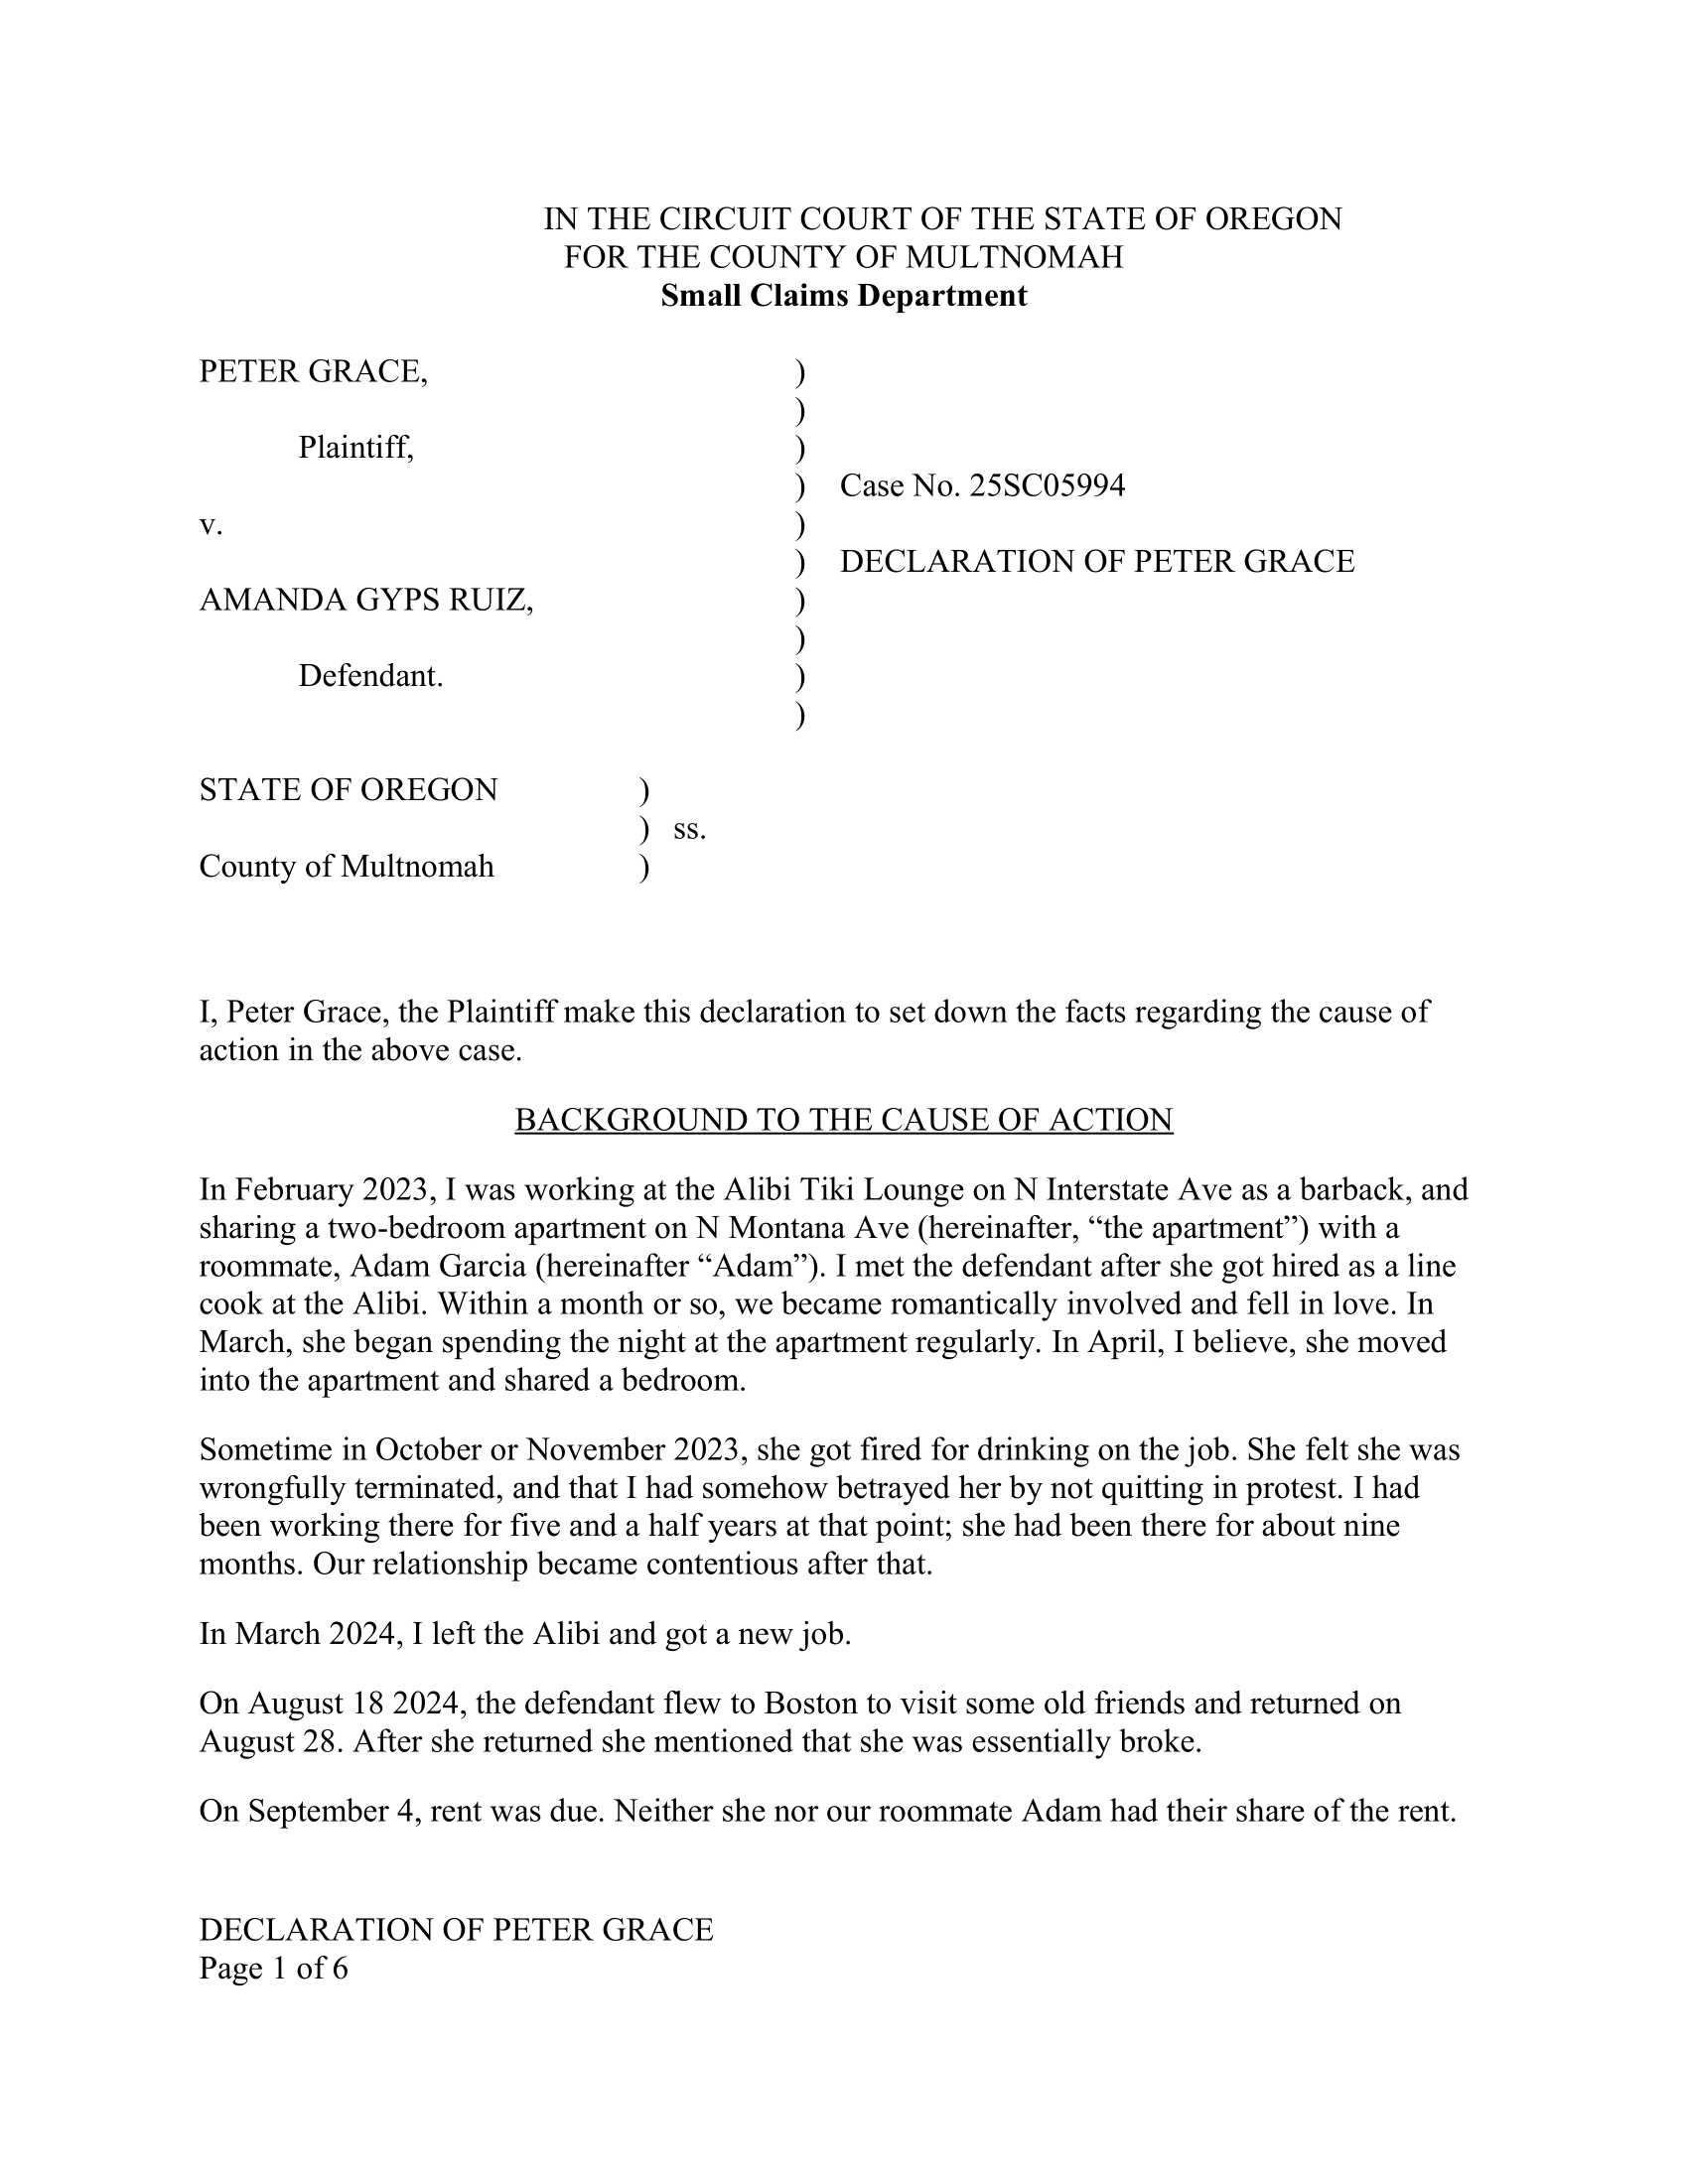 IN THE CIRCUIT COURT OF THE STATE OF OREGON
FOR THE COUNTY OF MULTNOMAH
Small Claims Department
PETER GRACE, )
)
Plaintiff, )
) Case No. 25SC05994
v. )
) DECLARATION OF PETER GRACE
AMANDA GYPS RUIZ, )
)
Defendant. )
)
STATE OF OREGON )
) ss.
County of Multnomah )
I, Peter Grace, the Plaintiff make this declaration to set down the facts regarding the cause of
action in the above case.
BACKGROUND TO THE CAUSE OF ACTION
In February 2023, I was working at the Alibi Tiki Lounge on N Interstate Ave as a barback, and
sharing a two-bedroom apartment on N Montana Ave (hereinafter, “the apartment”) with a
roommate, Adam Garcia (hereinafter “Adam”). I met the defendant after she got hired as a line
cook at the Alibi. Within a month or so, we became romantically involved and fell in love. In
March, she began spending the night at the apartment regularly. In April, I believe, she moved
into the apartment and shared a bedroom.
Sometime in October or November 2023, she got fired for drinking on the job. She felt she was
wrongfully terminated, and that I had somehow betrayed her by not quitting in protest. I had
been working there for five and a half years at that point; she had been there for about nine
months. Our relationship became contentious after that.
In March 2024, I left the Alibi and got a new job.
On August 18 2024, the defendant flew to Boston to visit some old friends and returned on
August 28. After she returned she mentioned that she was essentially broke.
On September 4, rent was due. Neither she nor our roommate Adam had their share of the rent.
DECLARATION OF PETER GRACE
Page 1 of 6